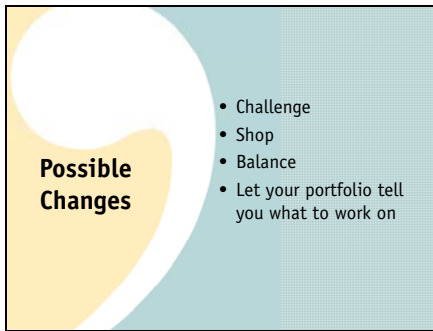 Possible
Changes
• Challenge
• Shop
• Balance
• Let your portfolio tell
you what to work on